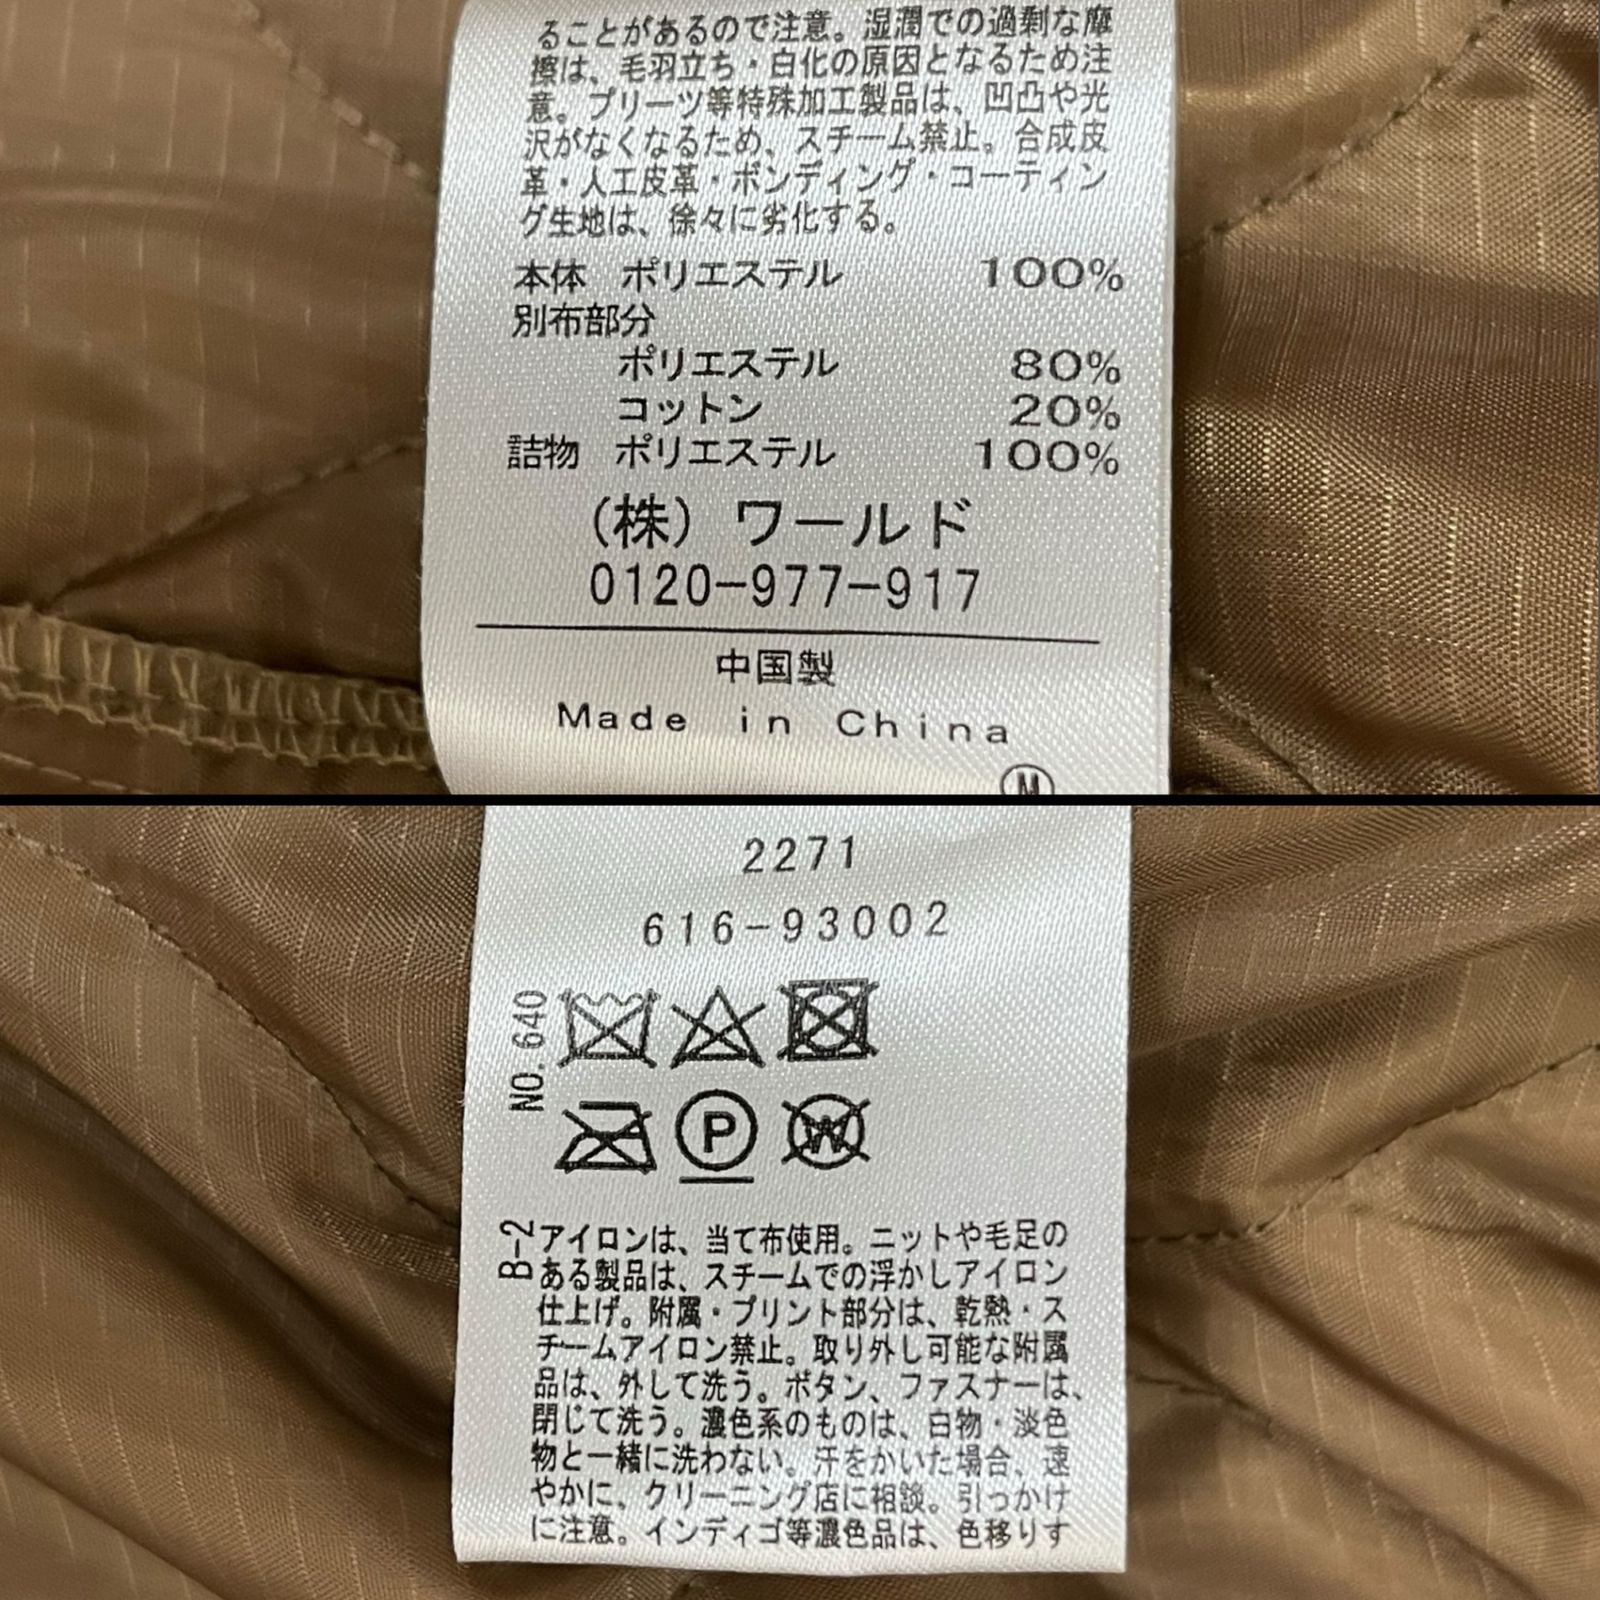 ることがあるので注意。湿潤での過剰な摩
擦は、毛羽立ち・白化の原因となるため注
意。プリーツ等特殊加工製品は、凹凸や光
沢がなくなるため、スチーム禁止。合成皮
革・人工皮革・ボンディング・コーティン
グ生地は、徐々に劣化する。
本体 ポリエステル 100%
別布部分
ポリエステル 80%
コットン 20%
詰物 ポリエステル 100%
(株) ワールド
0120-977-917
中国製
Made in China
M
2271
616-93002
NO. 640
P
W
B-2
アイロンは、当て布使用。ニットや毛足の
ある製品は、スチームでの浮かしアイロン
仕上げ。附属・プリント部分は、乾熱・ス
チームアイロン禁止。取り外し可能な附属
品は、外して洗う。ボタン、ファスナーは、
閉じて洗う。濃色系のものは、白物・淡色
物と一緒に洗わない。汗をかいた場合、速
やかに、クリーニング店に相談。引っかけ
に注意。インディゴ等濃色品は、色移りす